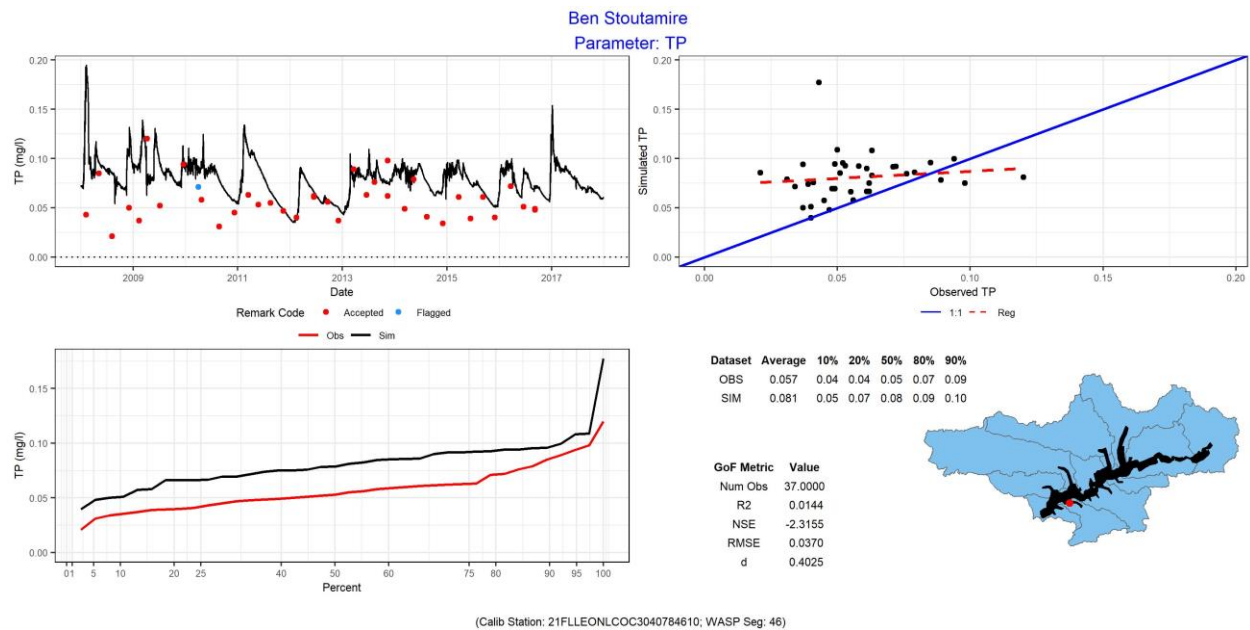 Ben Stoutamire
Parameter: TP
0.20
0.15
0.10
0.05
0.00
TP (mg/l)
2009 2011 2013 2015 2017
Date
Remark Code Accepted Flagged
0.20
0.15
0.10
0.05
0.00
Simulated TP
0.00 0.05 0.10 0.15 0.20
Observed TP
1:1 Reg
Obs Sim
0.15
0.10
0.05
0.00
TP (mg/l)
0 1 5 10 20 25 40 50 60 75 80 90 95 100
Percent
Dataset Average 10% 20% 50% 80% 90%
OBS 0.057 0.04 0.04 0.05 0.07 0.09
SIM 0.081 0.05 0.07 0.08 0.09 0.10
GoF Metric Value
Num Obs 37.0000
R2 0.0144
NSE -2.3155
RMSE 0.0370
d 0.4025
(Calib Station: 21FLLEONLCOC3040784610; WASP Seg: 46)